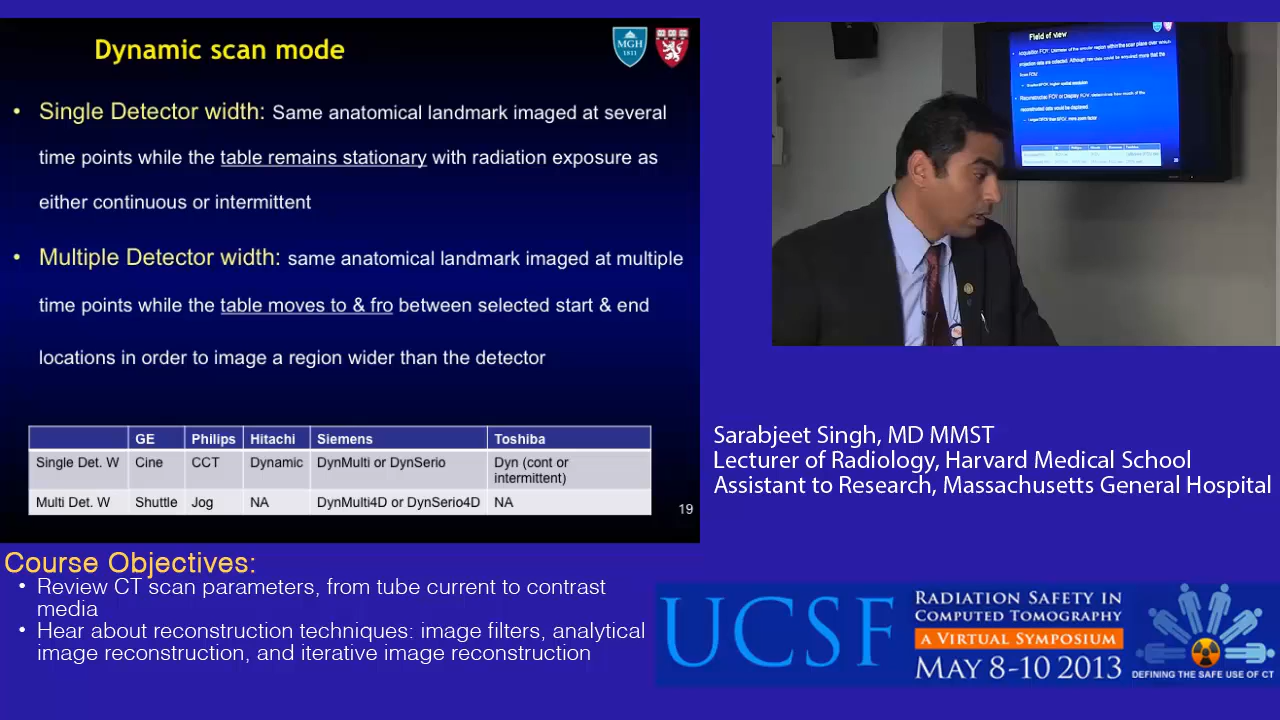 Dynamic scan mode
MGH
1811
• Single Detector width: Same anatomical landmark imaged at several
time points while the table remains stationary with radiation exposure as
either continuous or intermittent
• Multiple Detector width: same anatomical landmark imaged at multiple
time points while the table moves to & fro between selected start & end
locations in order to image a region wider than the detector
GE Philips Hitachi Siemens Toshiba
Single Det. W Cine CCT Dynamic DynMulti or DynSerio Dyn (cont or
intermittent)
Multi Det. W Shuttle Jog NA DynMulti4D or DynSerio4D NA
19
Field of view
Sarabjeet Singh, MD MMST
Lecturer of Radiology, Harvard Medical School
Assistant to Research, Massachusetts General Hospital
Course Objectives:
• Review CT scan parameters, from tube current to contrast
media
• Hear about reconstruction techniques: image filters, analytical
image reconstruction, and iterative image reconstruction
UCSF
RADIATION SAFETY IN
COMPUTED TOMOGRAPHY
A VIRTUAL SYMPOSIUM
MAY 8-10 2013
DEFINING THE SAFE USE OF CT